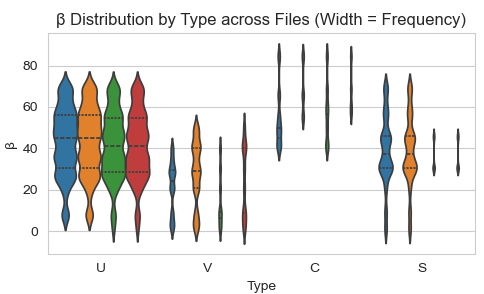 β Distribution by Type across Files (Width = Frequency)
80
60
40
20
0
β
U V C S
Type